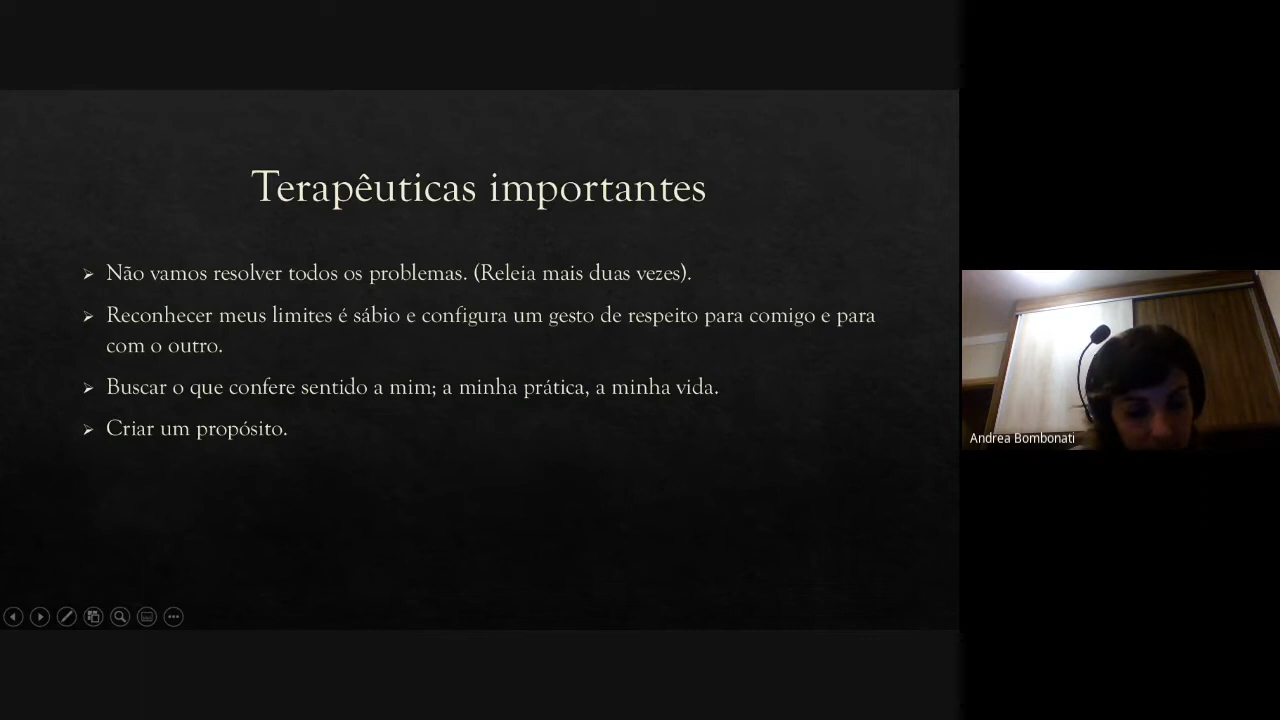 Terapêuticas importantes
Não vamos resolver todos os problemas. (Releia mais duas vezes).
Reconhecer meus limites é sábio e configura um gesto de respeito para comigo e para
com o outro.
Buscar o que confere sentido a mim; a minha prática, a minha vida.
Criar um propósito.
Andrea Bombonati